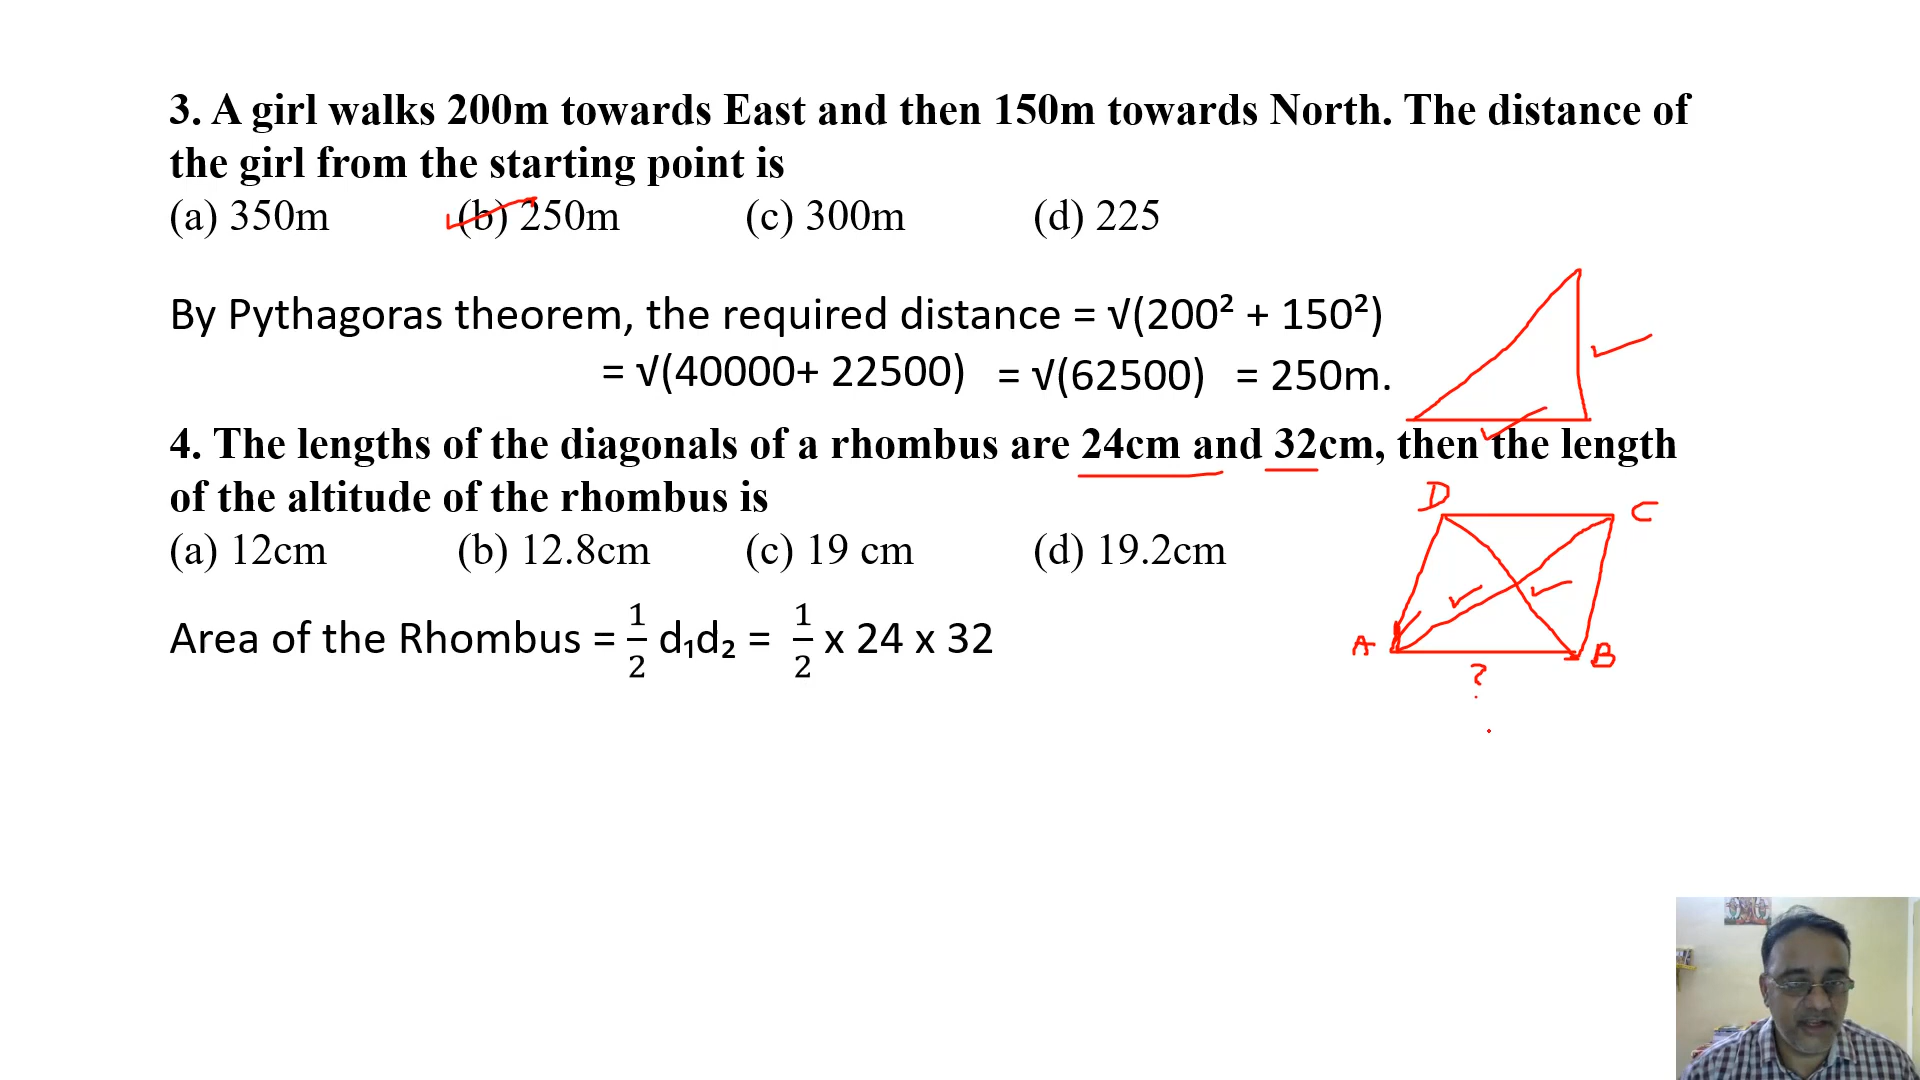 3. A girl walks 200m towards East and then 150m towards North. The distance of
the girl from the starting point is
(a) 350m (b) 250m (c) 300m (d) 225
By Pythagoras theorem, the required distance = √(200² + 150²)
= √(40000+ 22500) = √(62500) = 250m.
4. The lengths of the diagonals of a rhombus are 24cm and 32cm, then the length
of the altitude of the rhombus is
D C
(a) 12cm (b) 12.8cm (c) 19 cm (d) 19.2cm
Area of the Rhombus = 1/2 d₁d₂ = 1/2 x 24 x 32
A B
?